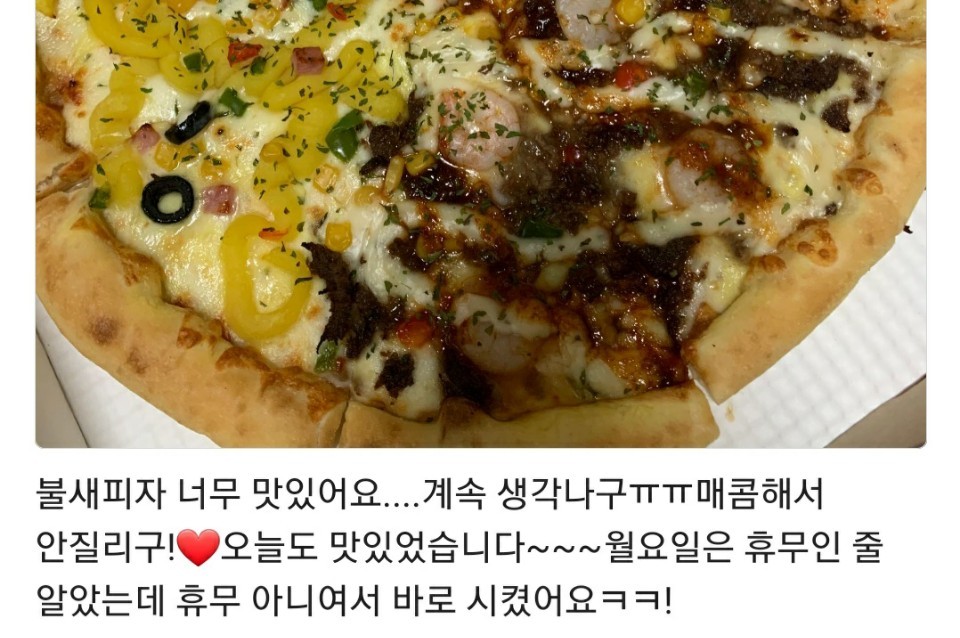 불새피자 너무 맛있어요....계속 생각나구ㅠㅠ매콤해서
안질리구!❤️오늘도 맛있었습니다~~~월요일은 휴무인 줄
알았는데 휴무 아니여서 바로 시켰어요ㅋㅋ!